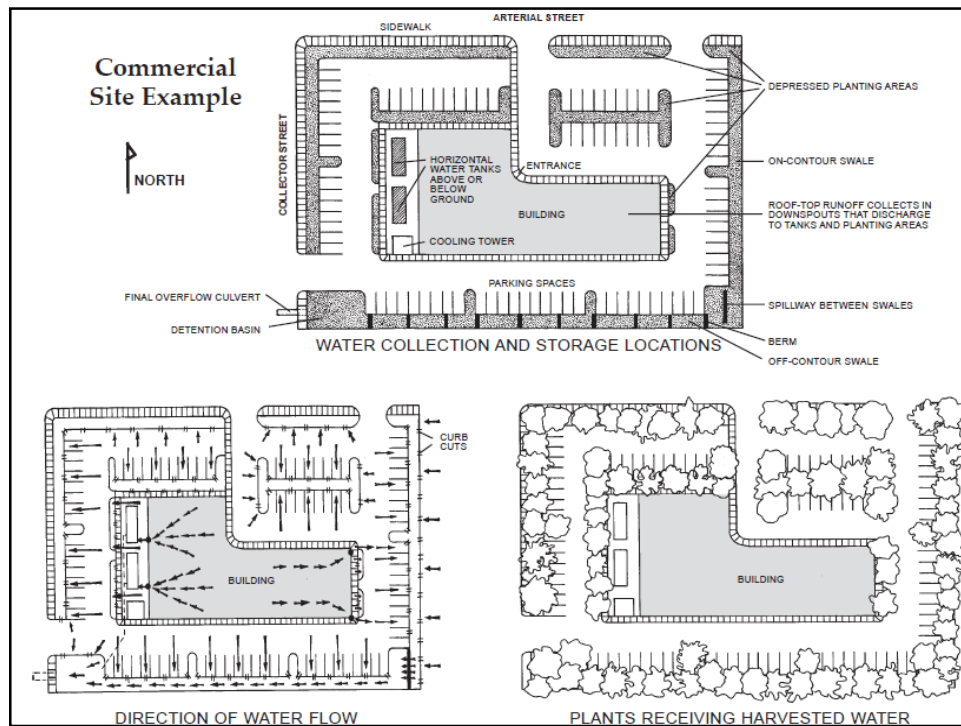 ARTERIAL STREET
SIDEWALK
Commercial
Site Example
NORTH
COLLECTOR STREET
DEPRESSED PLANTING AREAS
ON-CONTOUR SWALE
HORIZONTAL
WATER TANKS
ABOVE OR
BELOW
GROUND
ENTRANCE
BUILDING
ROOF-TOP RUNOFF COLLECTS IN
DOWNSPOUTS THAT DISCHARGE
TO TANKS AND PLANTING AREAS
COOLING TOWER
PARKING SPACES
FINAL OVERFLOW CULVERT
SPILLWAY BETWEEN SWALES
DETENTION BASIN
BERM
WATER COLLECTION AND STORAGE LOCATIONS
OFF-CONTOUR SWALE
CURB
CUTS
BUILDING
DIRECTION OF WATER FLOW
BUILDING
PLANTS RECEIVING HARVESTED WATER